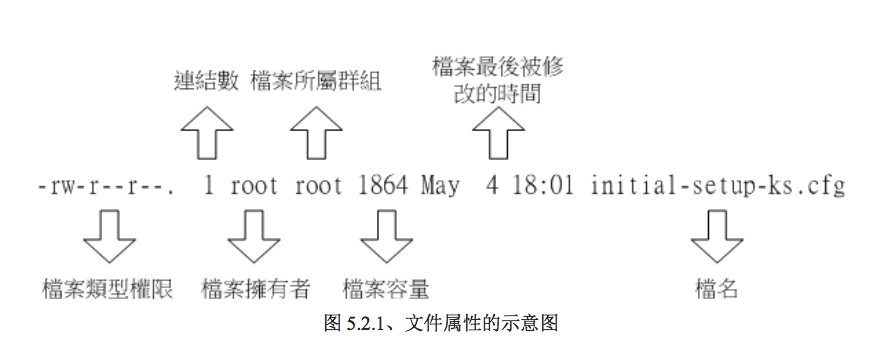 連結數 檔案所屬群組 檔案最後被修
改的時間
-rw-r--r--. 1 root root 1864 May 4 18:01 initial-setup-ks.cfg
檔案類型權限 檔案擁有者 檔案容量 檔名
图 5.2.1、文件属性的示意图